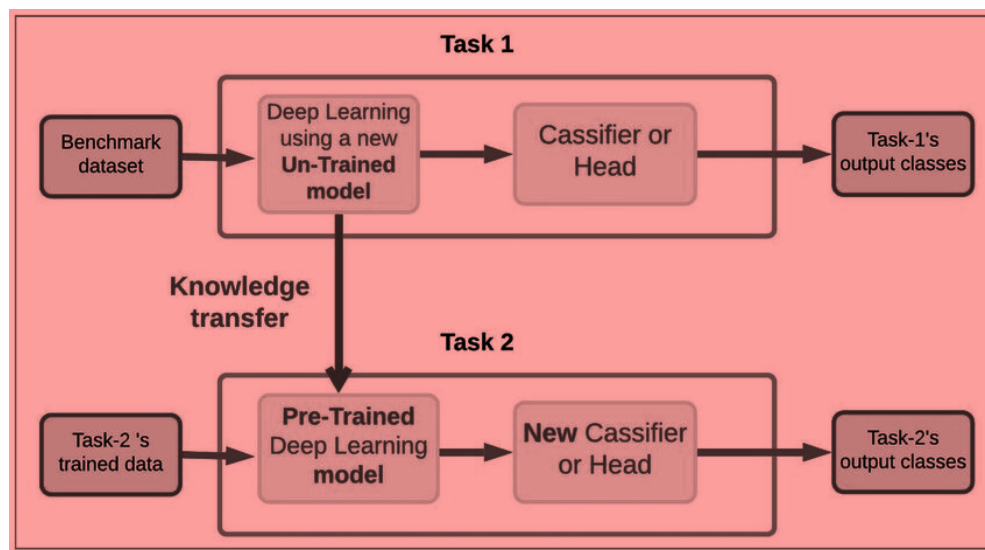 Task 1
Benchmark
dataset
Deep Learning
using a new
Un-Trained
model
Cassifier or
Head
Task-1's
output classes
Knowledge
transfer
Task 2
Task-2 's
trained data
Pre-Trained
Deep Learning
model
New Cassifier
or Head
Task-2's
output classes